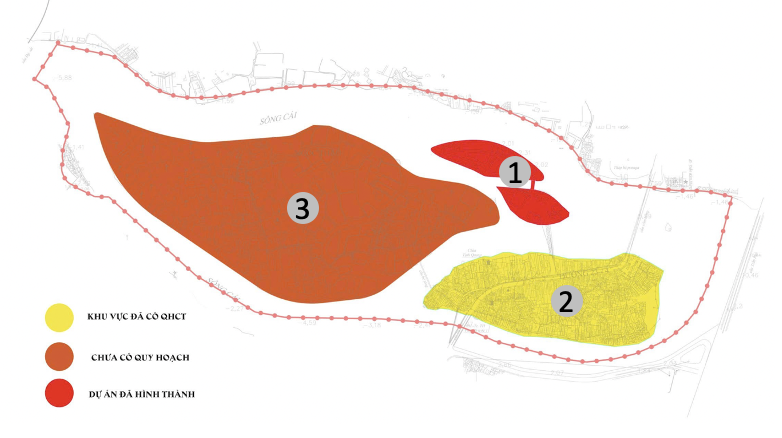 SÔNG CÁI
1
3
2
KHU VỰC ĐÃ CÓ QHCT
CHƯA CÓ QUY HOẠCH
DỰ ÁN ĐÃ HÌNH THÀNH